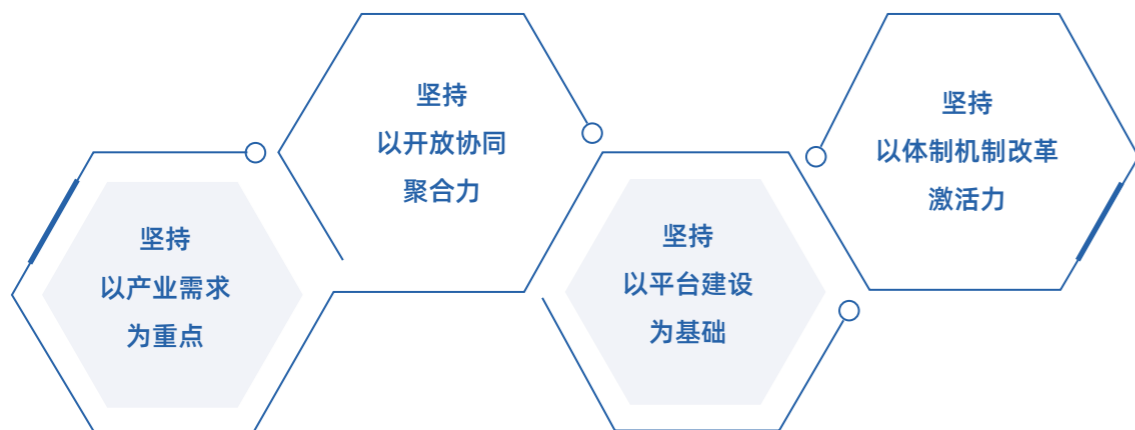 坚持
以产业需求
为重点
坚持
以开放协同
聚合力
坚持
以平台建设
为基础
坚持
以体制机制改革
激活力